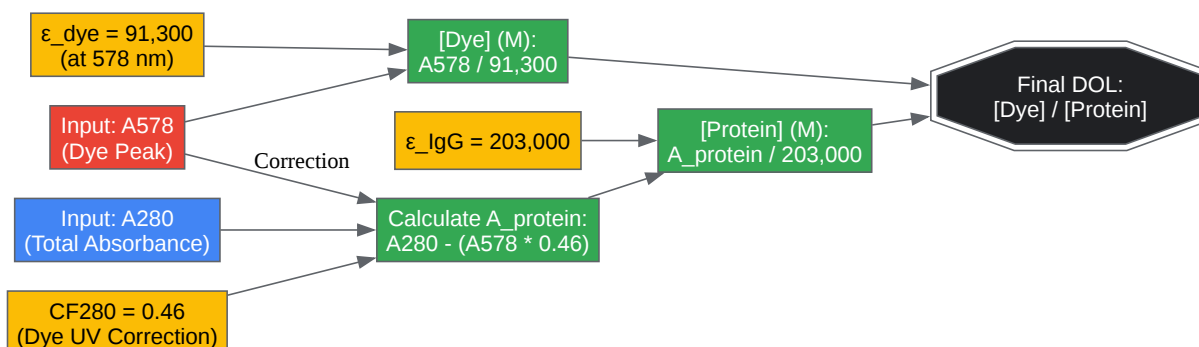 ε_dye = 91,300
(at 578 nm)
[Dye] (M):
A578 / 91,300
Input: A578
(Dye Peak)
Correction
ε_IgG = 203,000
[Protein] (M):
A_protein / 203,000
Final DOL:
[Dye] / [Protein]
Input: A280
(Total Absorbance)
Calculate A_protein:
A280 - (A578 * 0.46)
CF280 = 0.46
(Dye UV Correction)